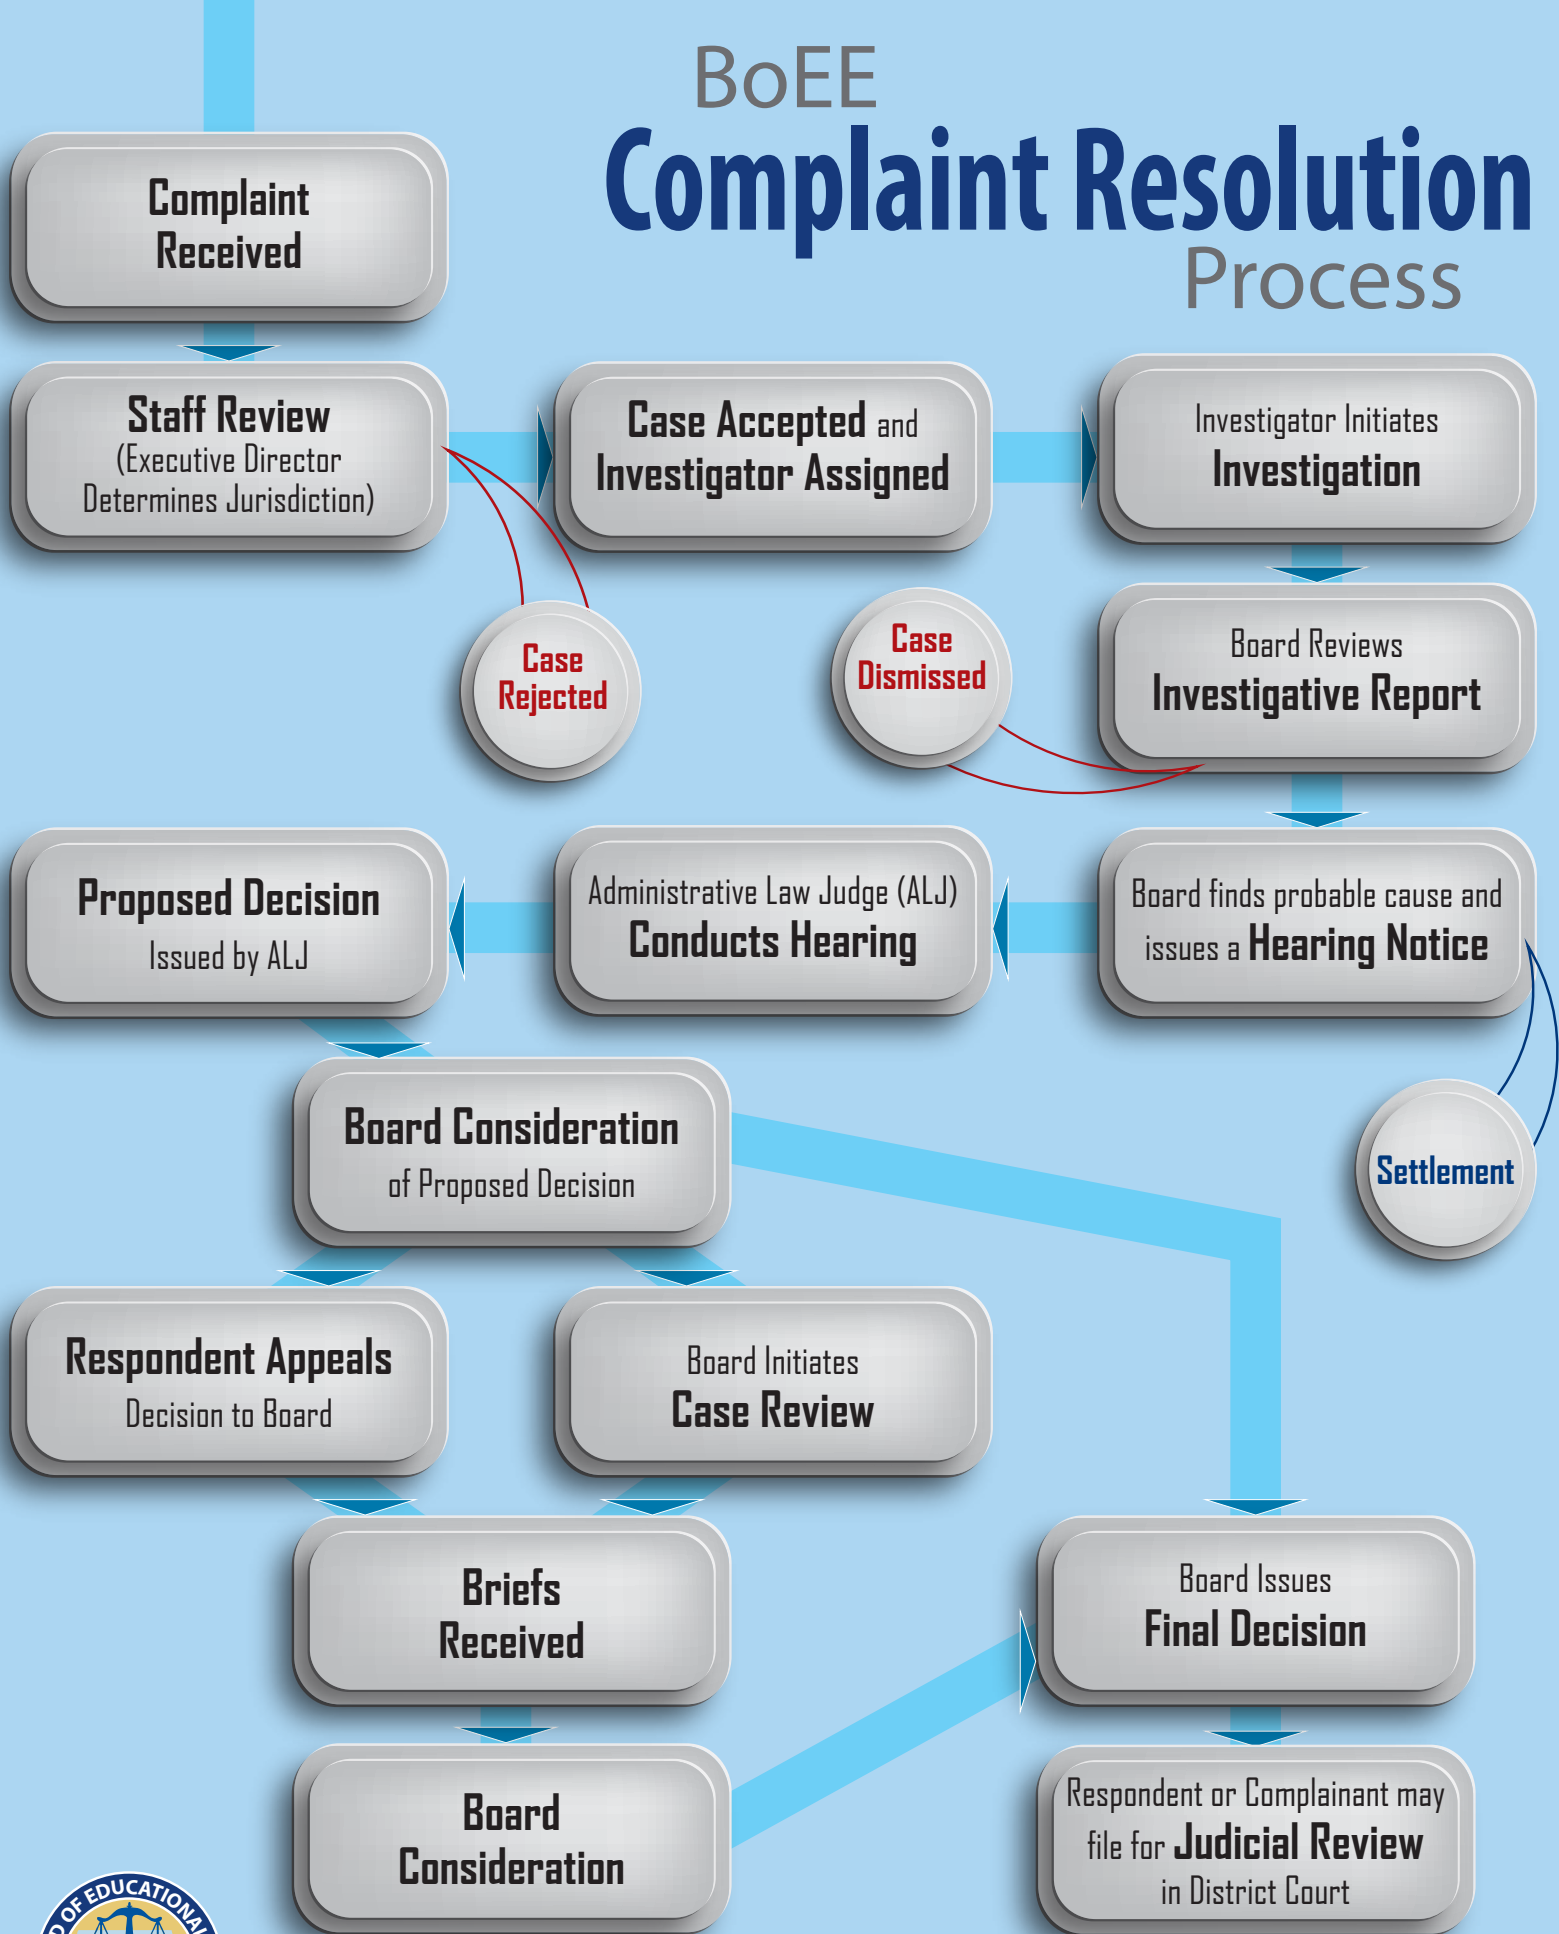 BoEE
Complaint Resolution
Process
Complaint
Received
Staff Review
(Executive Director
Determines Jurisdiction)
Case Accepted and
Investigator Assigned
Investigator Initiates
Investigation
Case
Rejected
Case
Dismissed
Board Reviews
Investigative Report
Proposed Decision
Issued by ALJ
Administrative Law Judge (ALJ)
Conducts Hearing
Board finds probable cause and
issues a Hearing Notice
Settlement
Board Consideration
of Proposed Decision
Respondent Appeals
Decision to Board
Board Initiates
Case Review
Briefs
Received
Board Issues
Final Decision
Board
Consideration
Respondent or Complainant may
file for Judicial Review
in District Court
OF EDUCATIONAL